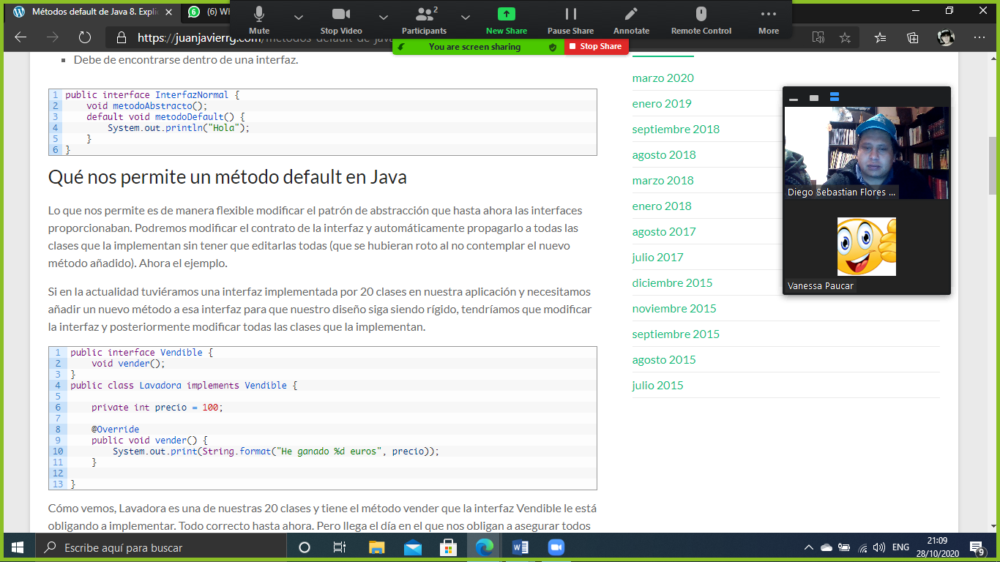 Métodos default de Java 8. Expli
(6) Wh
Mute
Stop Video
2
Participants
New Share
Pause Share
Annotate
Remote Control
More
https://juanjavierrg.com/metodos-default-de-java
You are screen sharing
Stop Share
Debe de encontrarse dentro de una interfaz.
1 public interface InterfazNormal {
2 void metodoAbstracto();
3 default void metodoDefault() {
4 System.out.println("Hola");
5 }
6 }
Qué nos permite un método default en Java
Lo que nos permite es de manera flexible modificar el patrón de abstracción que hasta ahora las interfaces
proporcionaban. Podremos modificar el contrato de la interfaz y automáticamente propagarlo a todas las
clases que la implementan sin tener que editarlas todas (que se hubieran roto al no contemplar el nuevo
método añadido). Ahora el ejemplo.
Si en la actualidad tuviéramos una interfaz implementada por 20 clases en nuestra aplicación y necesitamos
añadir un nuevo método a esa interfaz para que nuestro diseño siga siendo rígido, tendríamos que modificar
la interfaz y posteriormente modificar todas las clases que la implementan.
1 public interface Vendible {
2 void vender();
3 }
4 public class Lavadora implements Vendible {
5
6 private int precio = 100;
7
8 @Override
9 public void vender() {
10 System.out.print(String.format("He ganado %d euros", precio));
11 }
12
13 }
Cómo vemos, Lavadora es una de nuestras 20 clases y tiene el método vender que la interfaz Vendible le está
obligando a implementar. Todo correcto hasta ahora. Pero llega el día en el que nos obligan a asegurar todos
marzo 2020
enero 2019
septiembre 2018
agosto 2018
marzo 2018
enero 2018
agosto 2017
julio 2017
diciembre 2015
noviembre 2015
septiembre 2015
agosto 2015
julio 2015
Diego Sebastian Flores ...
Vanessa Paucar
Escribe aquí para buscar
ENG
21:09
28/10/2020
9